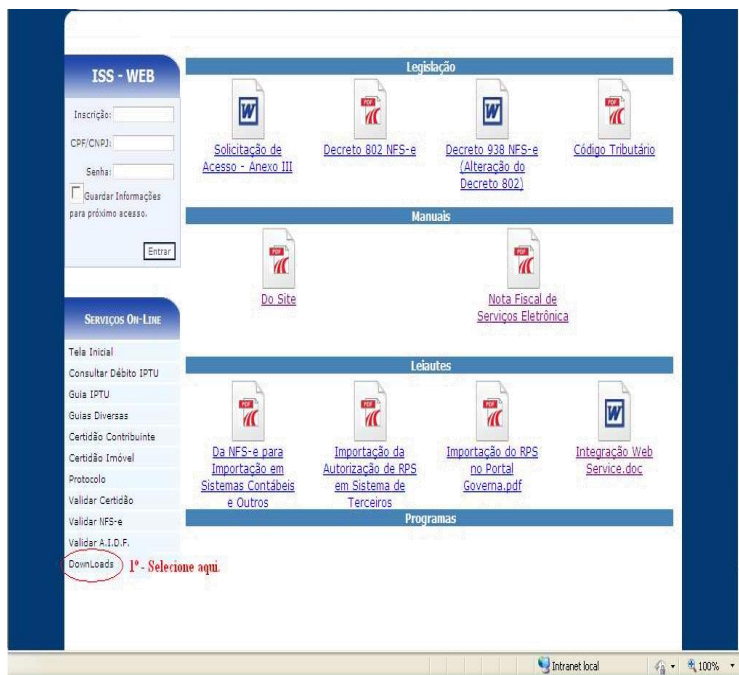 ISS - WEB
Inscrição:
CPF/CNPJ:
Senha:
Guardar Informações
para próximo acesso.
Entrar
SERVIÇOS ON-LINE
Tela Inicial
Consultar Débito IPTU
Guia IPTU
Guias Diversas
Certidão Contribuinte
Certidão Imóvel
Protocolo
Validar Certidão
Validar NFS-e
Validar A.I.D.F.
DownLoads
1º - Selecione aqui.
Legislação
Solicitação de
Acesso - Anexo III
Decreto 802 NFS-e
Decreto 938 NFS-e
(Alteração do
Decreto 802)
Código Tributário
Manuais
Do Site
Nota Fiscal de
Serviços Eletrônica
Leiautes
Da NFS-e para
Importação em
Sistemas Contábeis
e Outros
Importação da
Autorização de RPS
em Sistema de
Terceiros
Importação do RPS
no Portal
Governa.pdf
Integração Web
Service.doc
Programas
Intranet local
100%